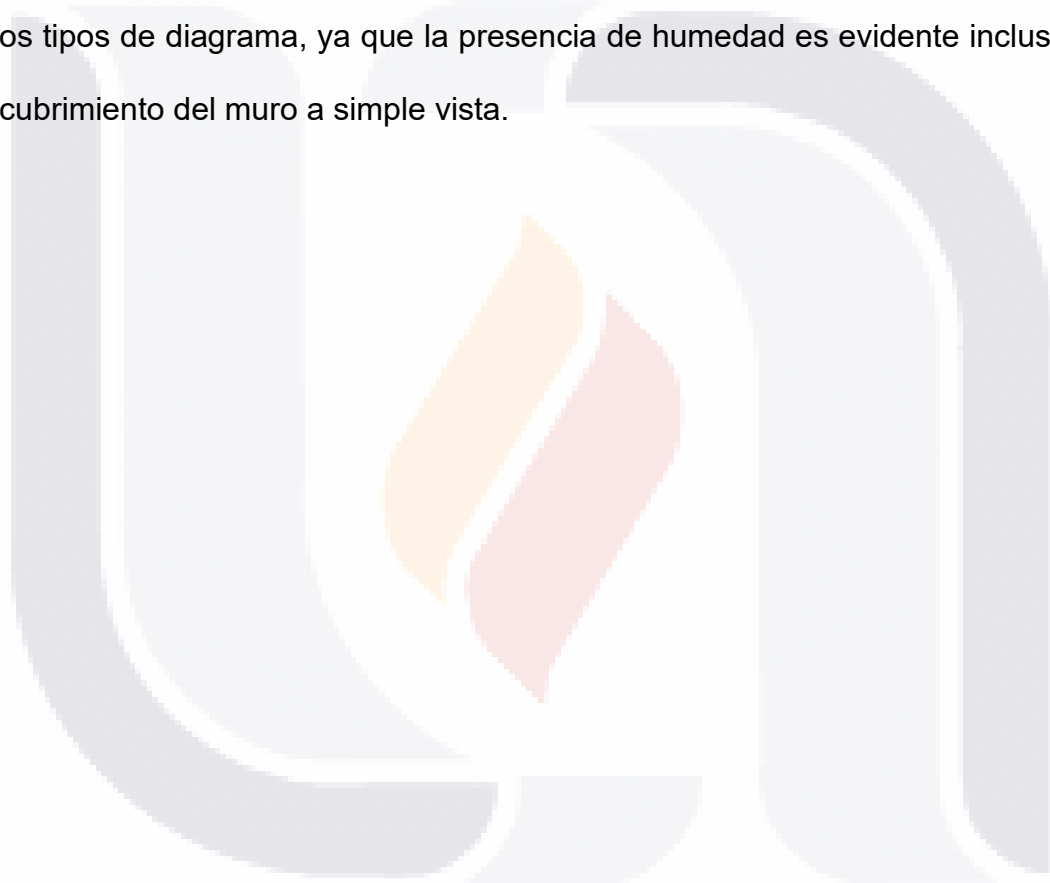 os tipos de diagrama, ya que la presencia de humedad es evidente inclus
cubrimiento del muro a simple vista.